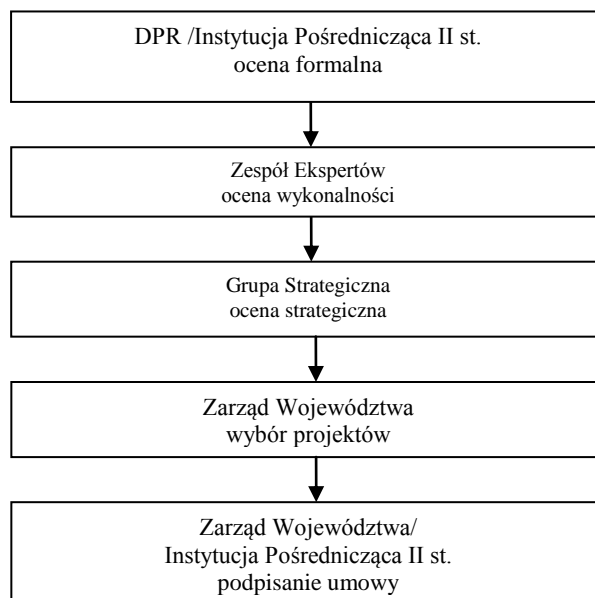 DPR /Instytucja Pośrednicząca II st.
ocena formalna
Zespół Ekspertów
ocena wykonalności
Grupa Strategiczna
ocena strategiczna
Zarząd Województwa
wybór projektów
Zarząd Województwa/
Instytucja Pośrednicząca II st.
podpisanie umowy